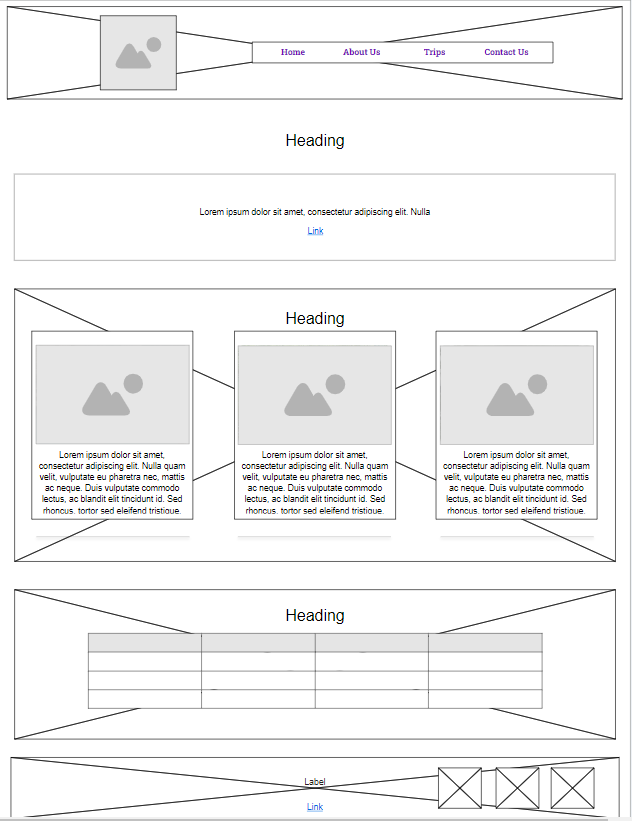 Home About Us Trips Contact Us
Heading
Lorem ipsum dolor sit amet, consectetur adipiscing elit. Nulla
Link
Heading
Lorem ipsum dolor sit amet,
consectetur adipiscing elit. Nulla quam
velit, vulputate eu pharetra nec, mattis
ac neque. Duis vulputate commodo
lectus, ac blandit elit tincidunt id. Sed
rhoncus, tortor sed eleifend tristique,
Lorem ipsum dolor sit amet,
consectetur adipiscing elit. Nulla quam
velit, vulputate eu pharetra nec, mattis
ac neque. Duis vulputate commodo
lectus, ac blandit elit tincidunt id. Sed
rhoncus, tortor sed eleifend tristique,
Lorem ipsum dolor sit amet,
consectetur adipiscing elit. Nulla quam
velit, vulputate eu pharetra nec, mattis
ac neque. Duis vulputate commodo
lectus, ac blandit elit tincidunt id. Sed
rhoncus, tortor sed eleifend tristique,
Heading
Label
Link